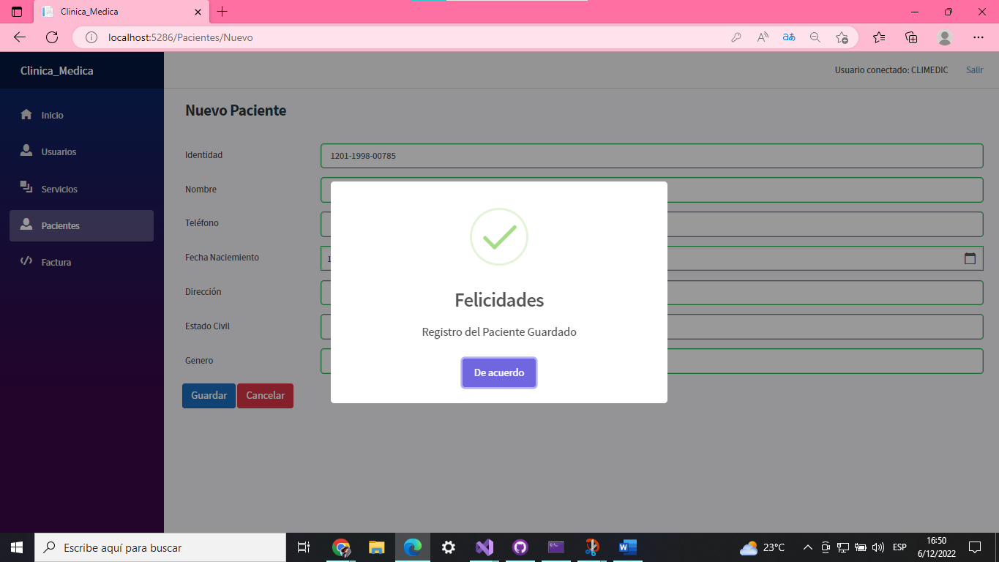 Clinica_Medica
localhost:5286/Pacientes/Nuevo
Clinica_Medica
Usuario conectado: CLIMEDIC
Salir
Inicio
Usuarios
Servicios
Pacientes
Factura
Nuevo Paciente
Identidad
1201-1998-00785
Nombre
Teléfono
Fecha Naciemiento
Dirección
Estado Civil
Genero
Guardar
Cancelar
Felicidades
Registro del Paciente Guardado
De acuerdo
Escribe aquí para buscar
23°C
ESP
16:50
6/12/2022